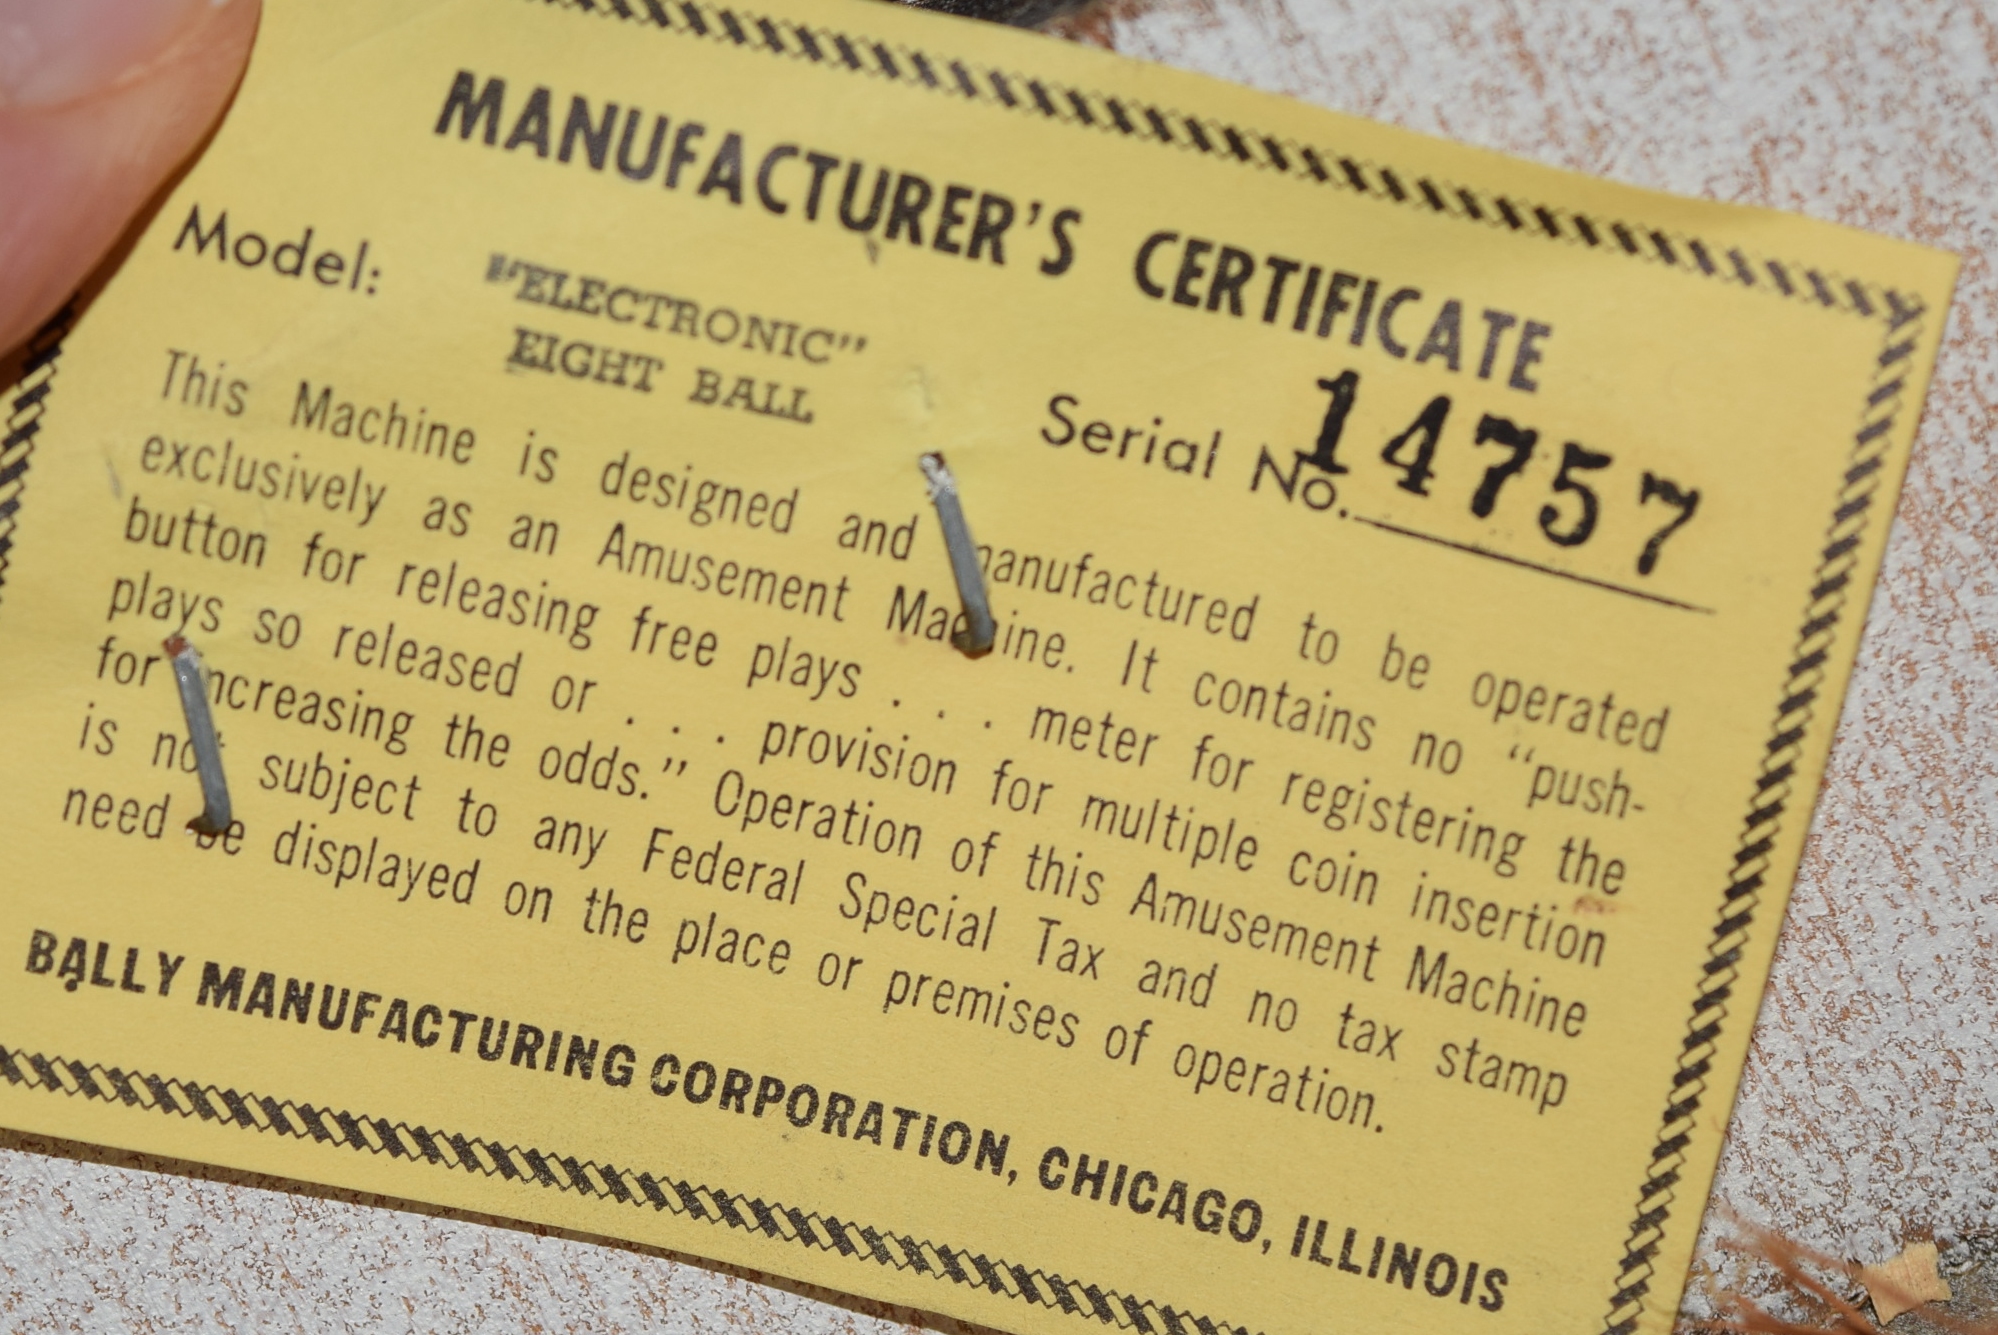 MANUFACTURER'S CERTIFICATE
Model: "ELECTRONIC"
EIGHT BALL
Serial No. 14757
This Machine is designed and manufactured to be operated
exclusively as an Amusement Machine. It contains no "push-
button for releasing free plays . . . meter for registering the
plays so released or . . . provision for multiple coin insertion
for increasing the odds." Operation of this Amusement Machine
is not subject to any Federal Special Tax and no tax stamp
need be displayed on the place or premises of operation.
BALLY MANUFACTURING CORPORATION, CHICAGO, ILLINOIS